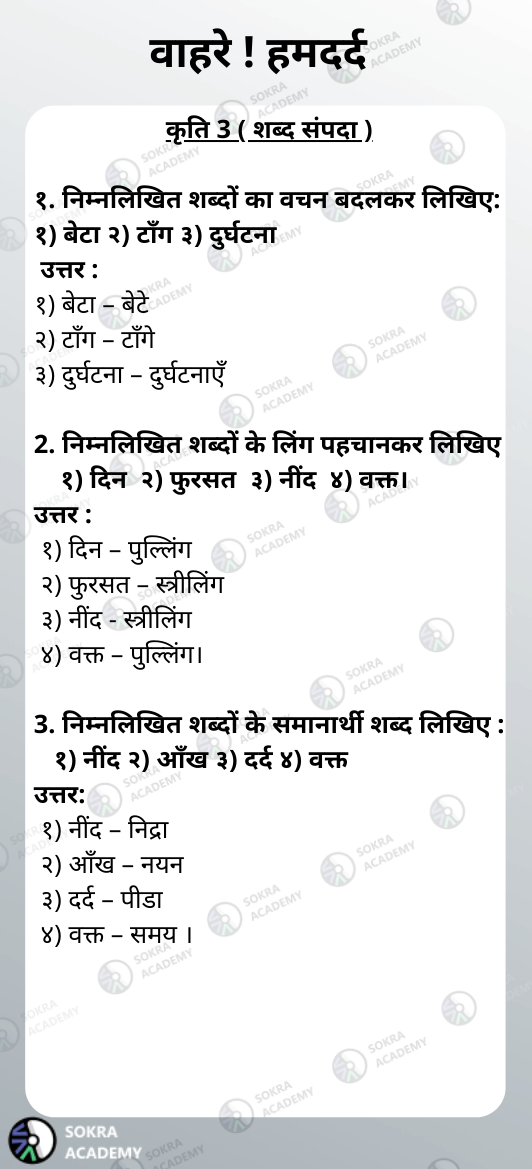 वाहरे ! हमदर्द
कृति 3 ( शब्द संपदा )
१. निम्नलिखित शब्दों का वचन बदलकर लिखिए:
१) बेटा २) टाँग ३) दुर्घटना
उत्तर :
१) बेटा – बेटे
२) टाँग – टाँगे
३) दुर्घटना – दुर्घटनाएँ
2. निम्नलिखित शब्दों के लिंग पहचानकर लिखिए
१) दिन २) फुरसत ३) नींद ४) वक्त।
उत्तर :
१) दिन – पुल्लिंग
२) फुरसत – स्त्रीलिंग
३) नींद - स्त्रीलिंग
४) वक्त – पुल्लिंग।
3. निम्नलिखित शब्दों के समानार्थी शब्द लिखिए :
१) नींद २) आँख ३) दर्द ४) वक्त
उत्तर:
१) नींद – निद्रा
२) आँख – नयन
३) दर्द – पीडा
४) वक्त – समय ।
SOKRA
ACADEMY